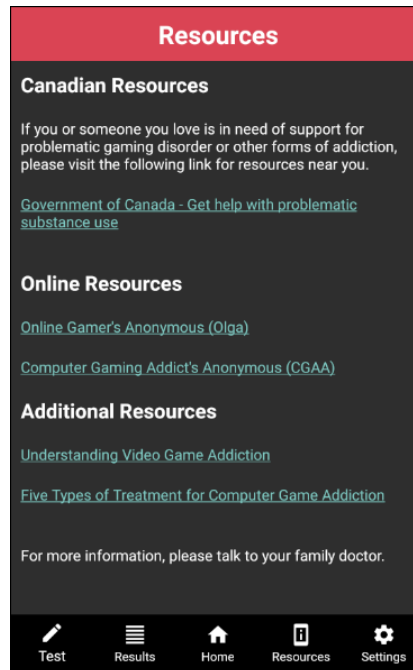 Resources
Canadian Resources
If you or someone you love is in need of support for
problematic gaming disorder or other forms of addiction,
please visit the following link for resources near you.
Government of Canada - Get help with problematic
substance use
Online Resources
Online Gamer's Anonymous (Olga)
Computer Gaming Addict's Anonymous (CGAA)
Additional Resources
Understanding Video Game Addiction
Five Types of Treatment for Computer Game Addiction
For more information, please talk to your family doctor.
Test Results Home Resources Settings